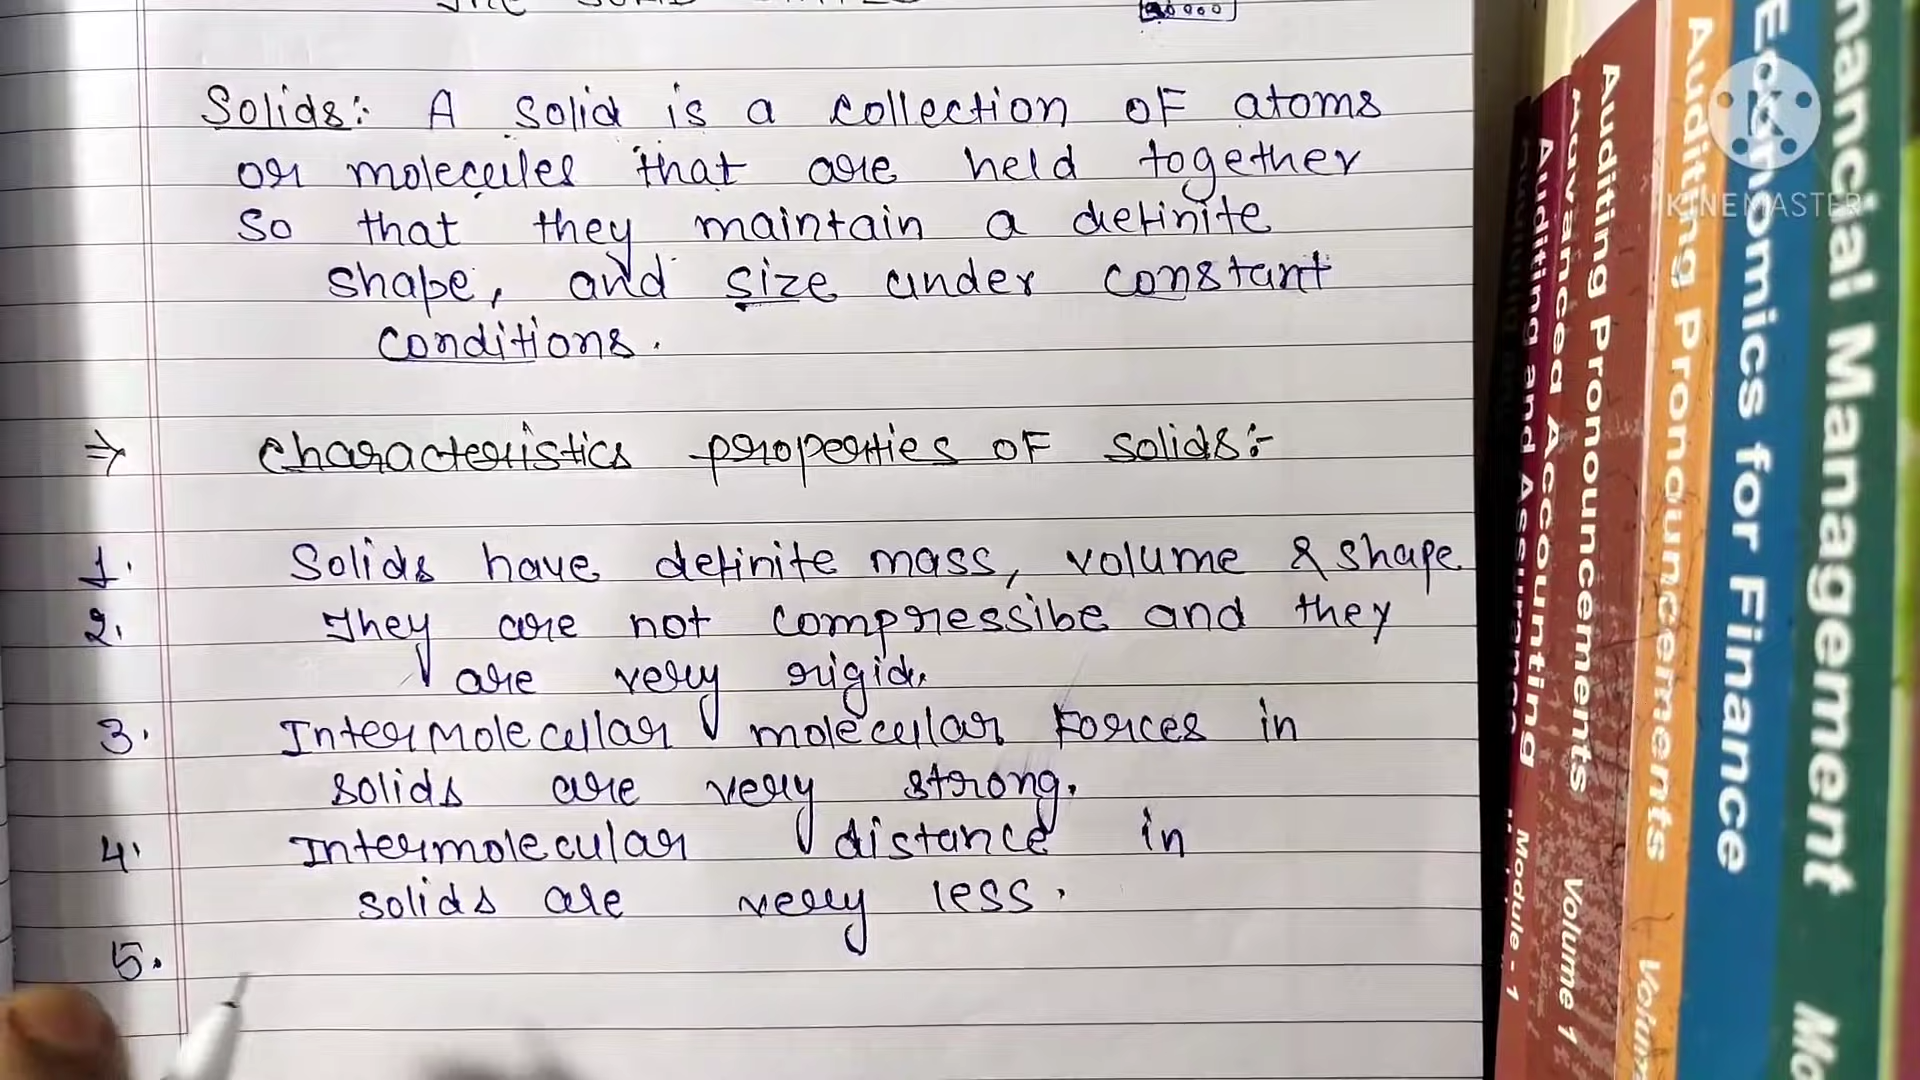 Solids:- A solid is a collection of atoms
or molecules that are held together
so that they maintain a definite
shape, and size under constant
conditions.
⇒ characteristics properties of solids:-
1. Solids have definite mass, volume & shape
2. They are not compressibe and they
are very rigid.
3. Intermolecular molecular forces in
solids are very strong.
4. Intermolecular distance in
solids are very less.
5.
Auditing and Assurance
Auditing and Accounting Module - 1
Advanced Accounting Volume 1
Auditing Pronouncements
Auditing Pronouncements
Economics for Finance
Financial Management
KINEMASTER